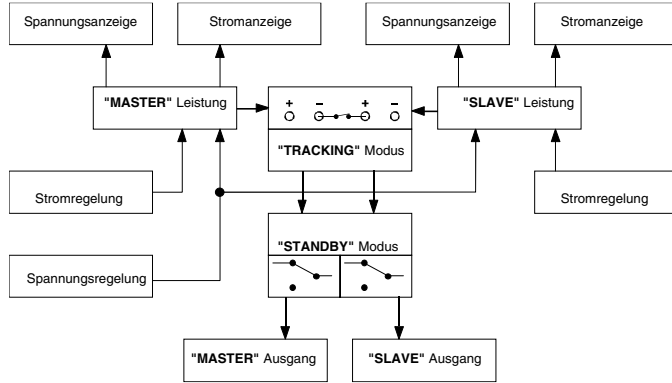 Spannungsanzeige
Stromanzeige
Spannungsanzeige
Stromanzeige
"MASTER" Leistung
+ − + −
"SLAVE" Leistung
"TRACKING" Modus
Stromregelung
Stromregelung
"STANDBY" Modus
Spannungsregelung
"MASTER" Ausgang
"SLAVE" Ausgang